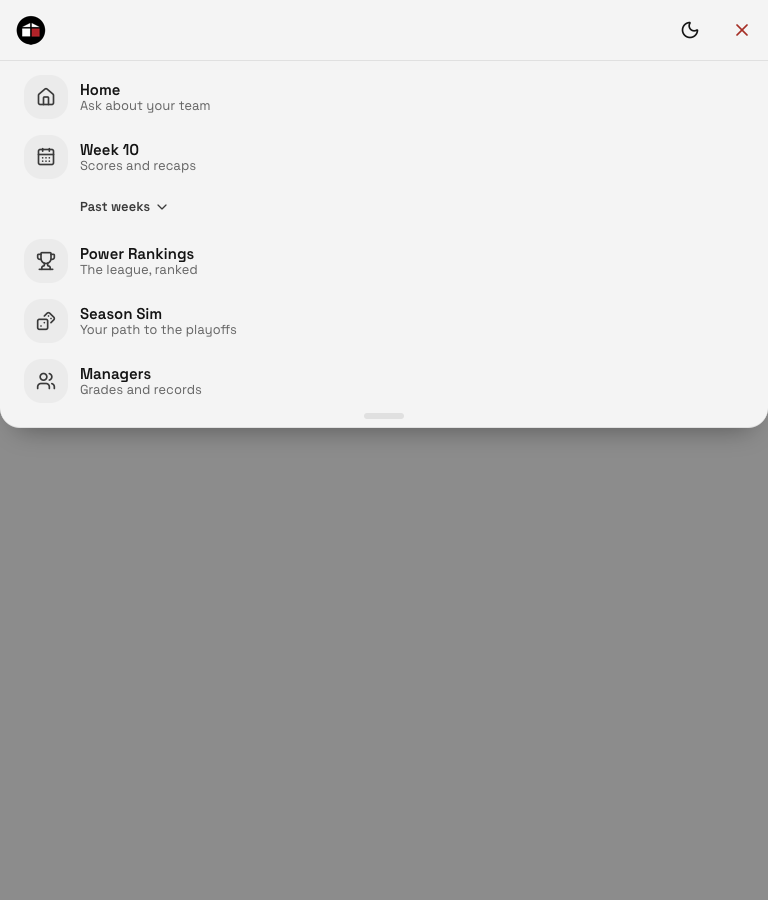 Home
Ask about your team
Week 10
Scores and recaps
Past weeks
Power Rankings
The league, ranked
Season Sim
Your path to the playoffs
Managers
Grades and records